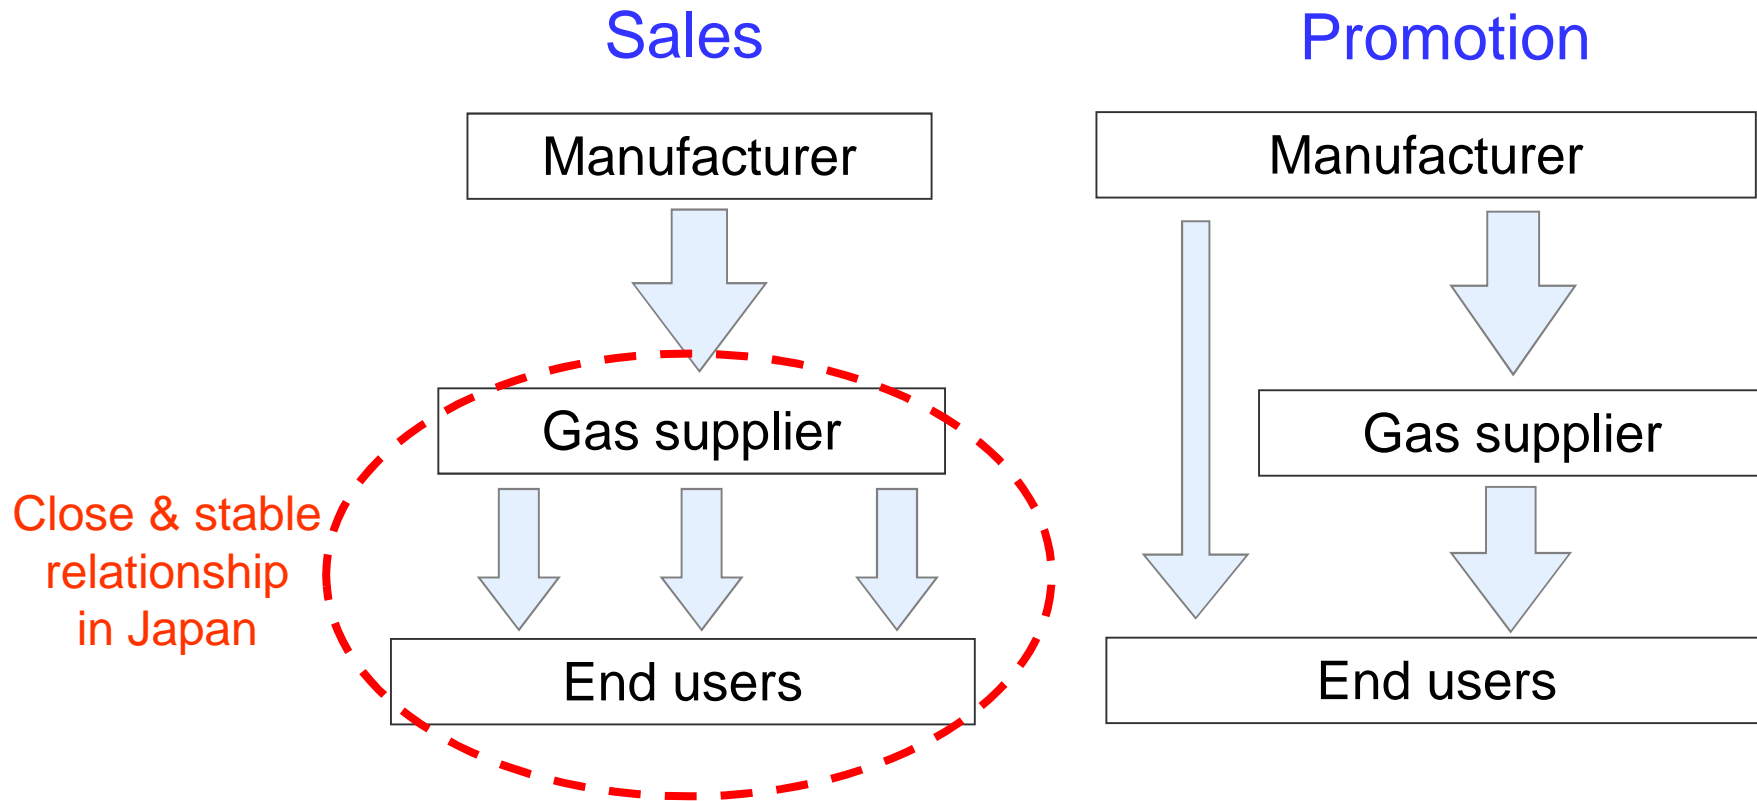 Sales
Manufacturer
Gas supplier
Close & stable
relationship
in Japan
End users
Promotion
Manufacturer
Gas supplier
End users